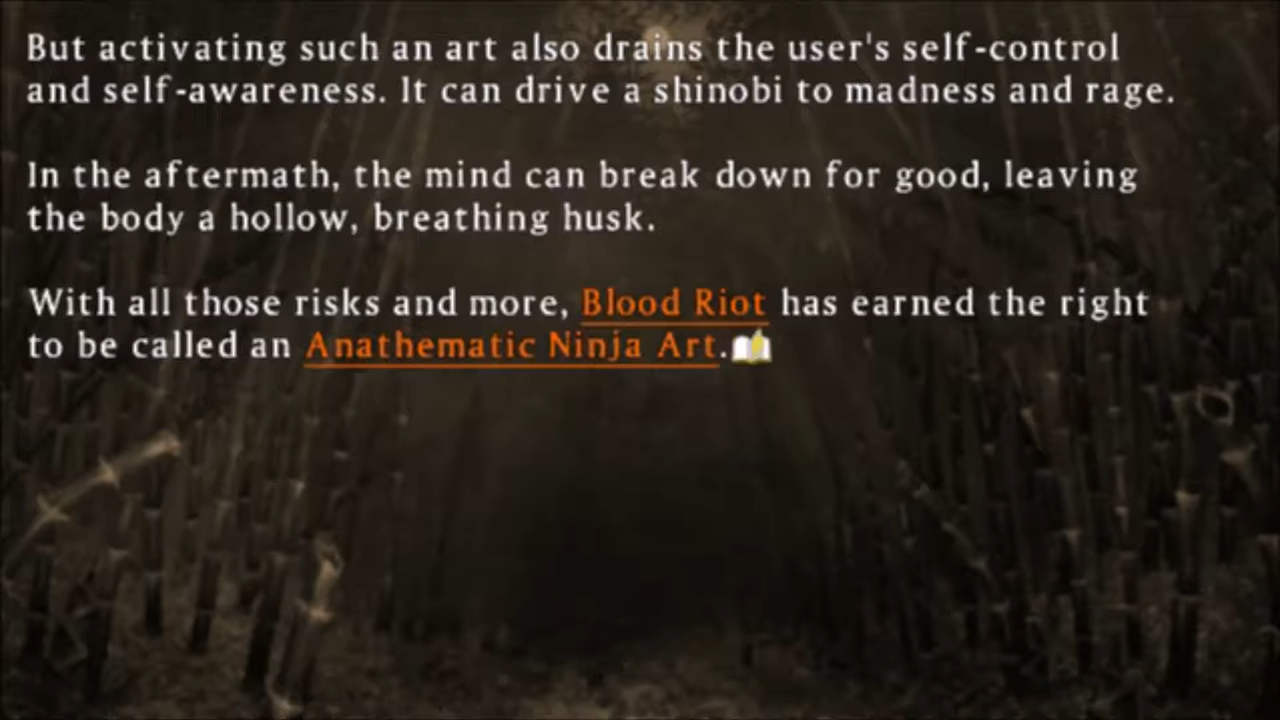 But activating such an art also drains the user's self-control
and self-awareness. It can drive a shinobi to madness and rage.
In the aftermath, the mind can break down for good, leaving
the body a hollow, breathing husk.
With all those risks and more, Blood Riot has earned the right
to be called an Anathematic Ninja Art.